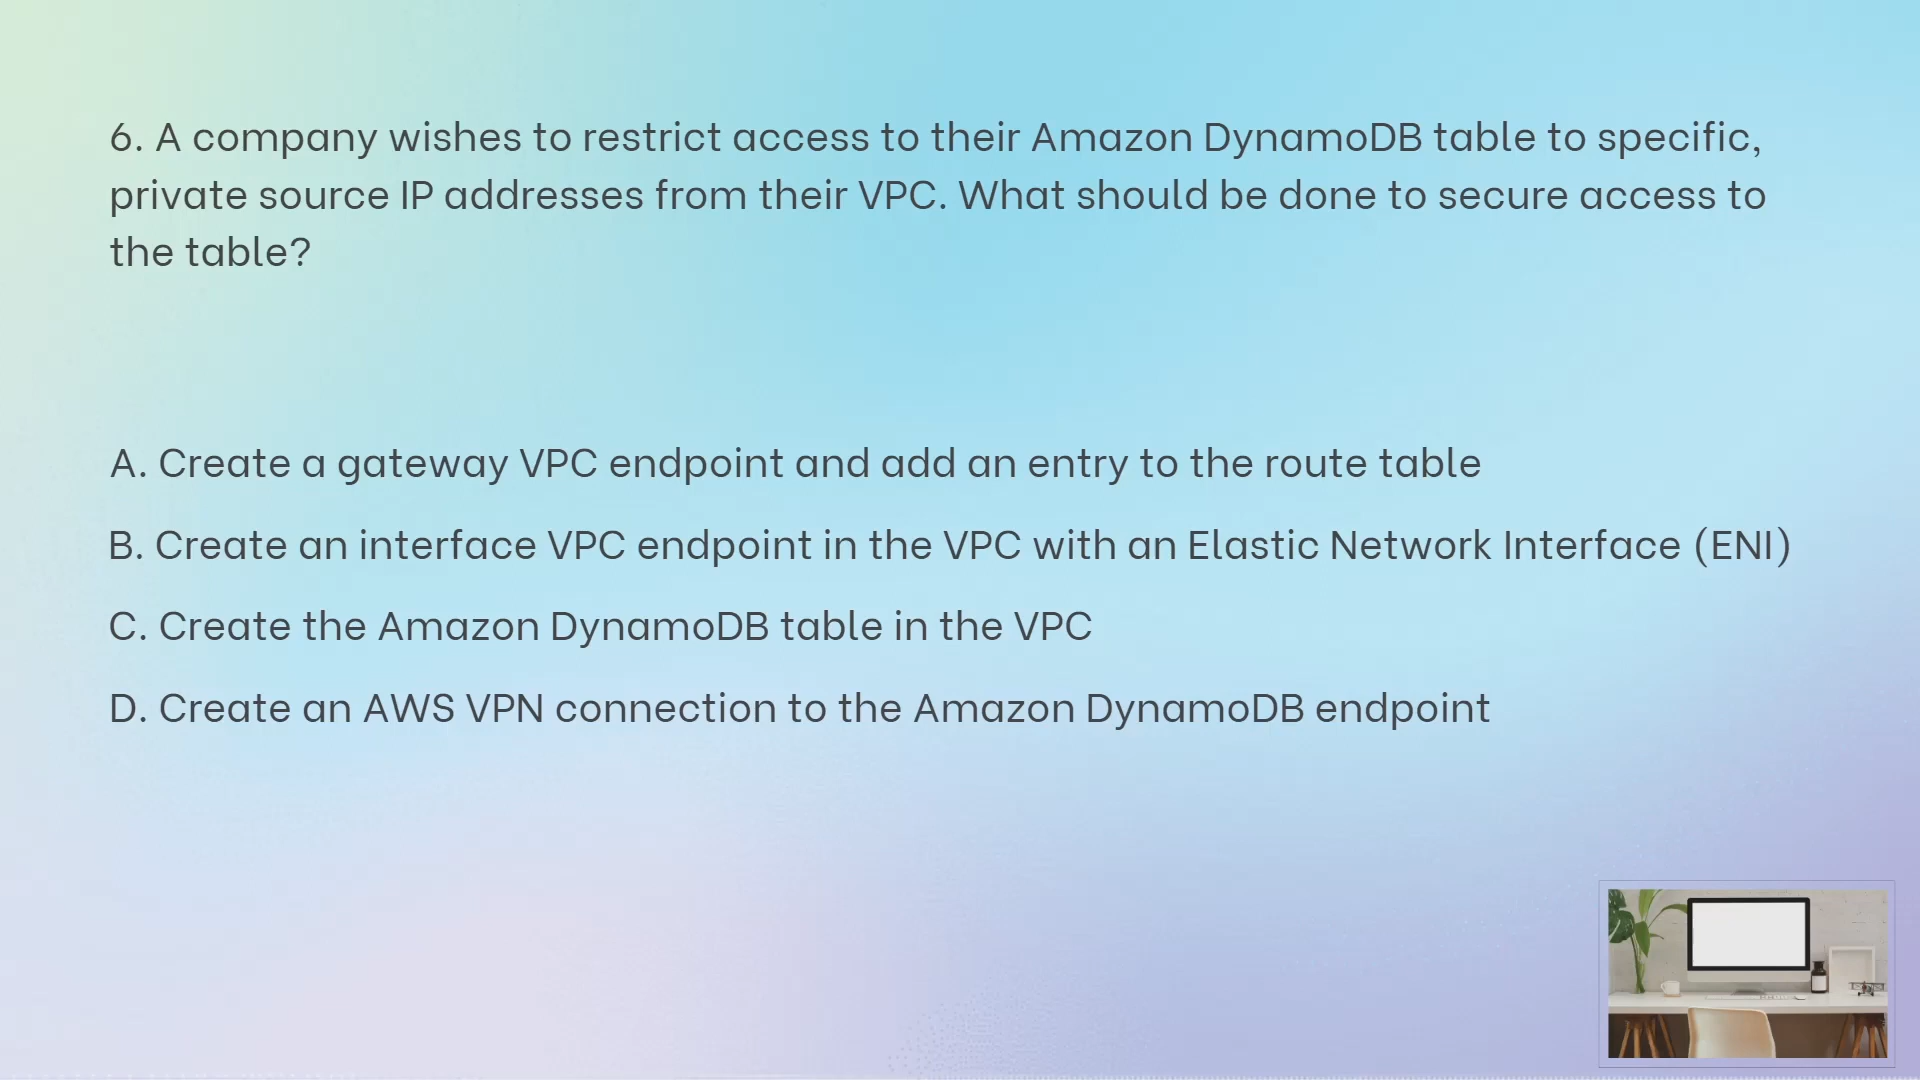 6. A company wishes to restrict access to their Amazon DynamoDB table to specific,
private source IP addresses from their VPC. What should be done to secure access to
the table?
A. Create a gateway VPC endpoint and add an entry to the route table
B. Create an interface VPC endpoint in the VPC with an Elastic Network Interface (ENI)
C. Create the Amazon DynamoDB table in the VPC
D. Create an AWS VPN connection to the Amazon DynamoDB endpoint